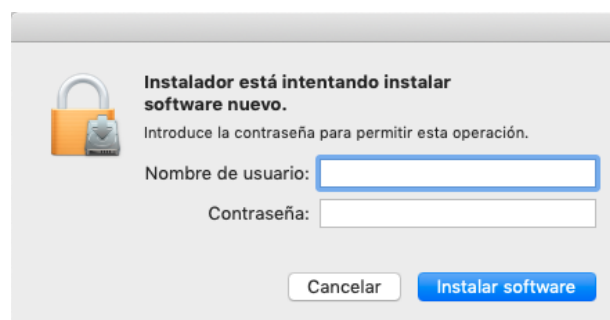 Instalador está intentando instalar
software nuevo.
Introduce la contraseña para permitir esta operación.
Nombre de usuario:
Contraseña:
Cancelar
Instalar software